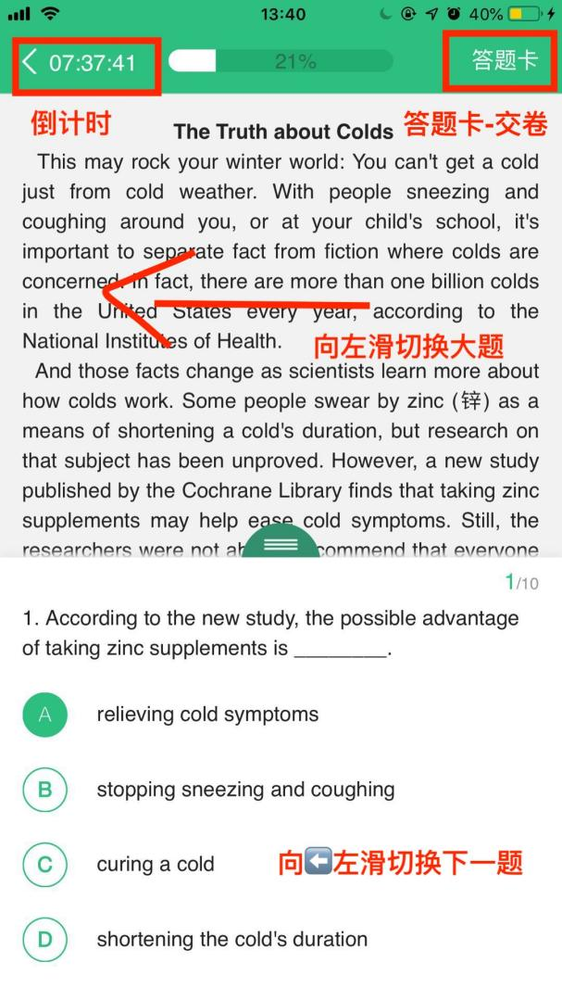 13:40
40%
07:37:41
21%
答题卡
倒计时
The Truth about Colds
答题卡-交卷
This may rock your winter world: You can't get a cold
just from cold weather. With people sneezing and
coughing around you, or at your child's school, it's
important to separate fact from fiction where colds are
concerned. In fact, there are more than one billion colds
in the United States every year, according to the
National Institutes of Health.
向左滑切换大题
And those facts change as scientists learn more about
how colds work. Some people swear by zinc (锌) as a
means of shortening a cold's duration, but research on
that subject has been unproved. However, a new study
published by the Cochrane Library finds that taking zinc
supplements may help ease cold symptoms. Still, the
researchers were not ab commend that everyone
1/10
1. According to the new study, the possible advantage
of taking zinc supplements is ________.
A relieving cold symptoms
B stopping sneezing and coughing
C curing a cold
向⬅️左滑切换下一题
D shortening the cold's duration